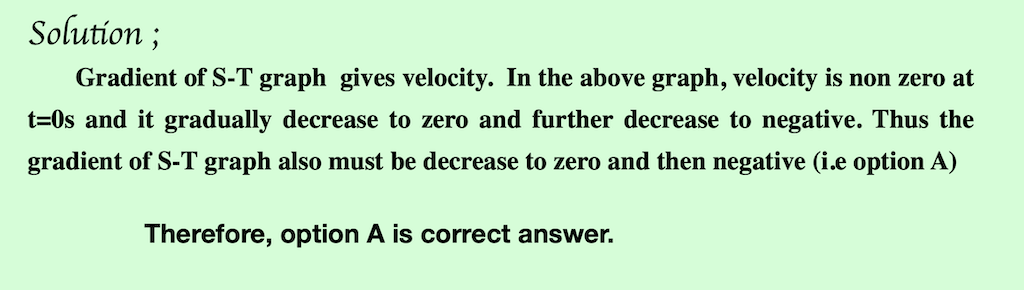 Solution ;
Gradient of S-T graph gives velocity. In the above graph, velocity is non zero at
t=0s and it gradually decrease to zero and further decrease to negative. Thus the
gradient of S-T graph also must be decrease to zero and then negative (i.e option A)
Therefore, option A is correct answer.